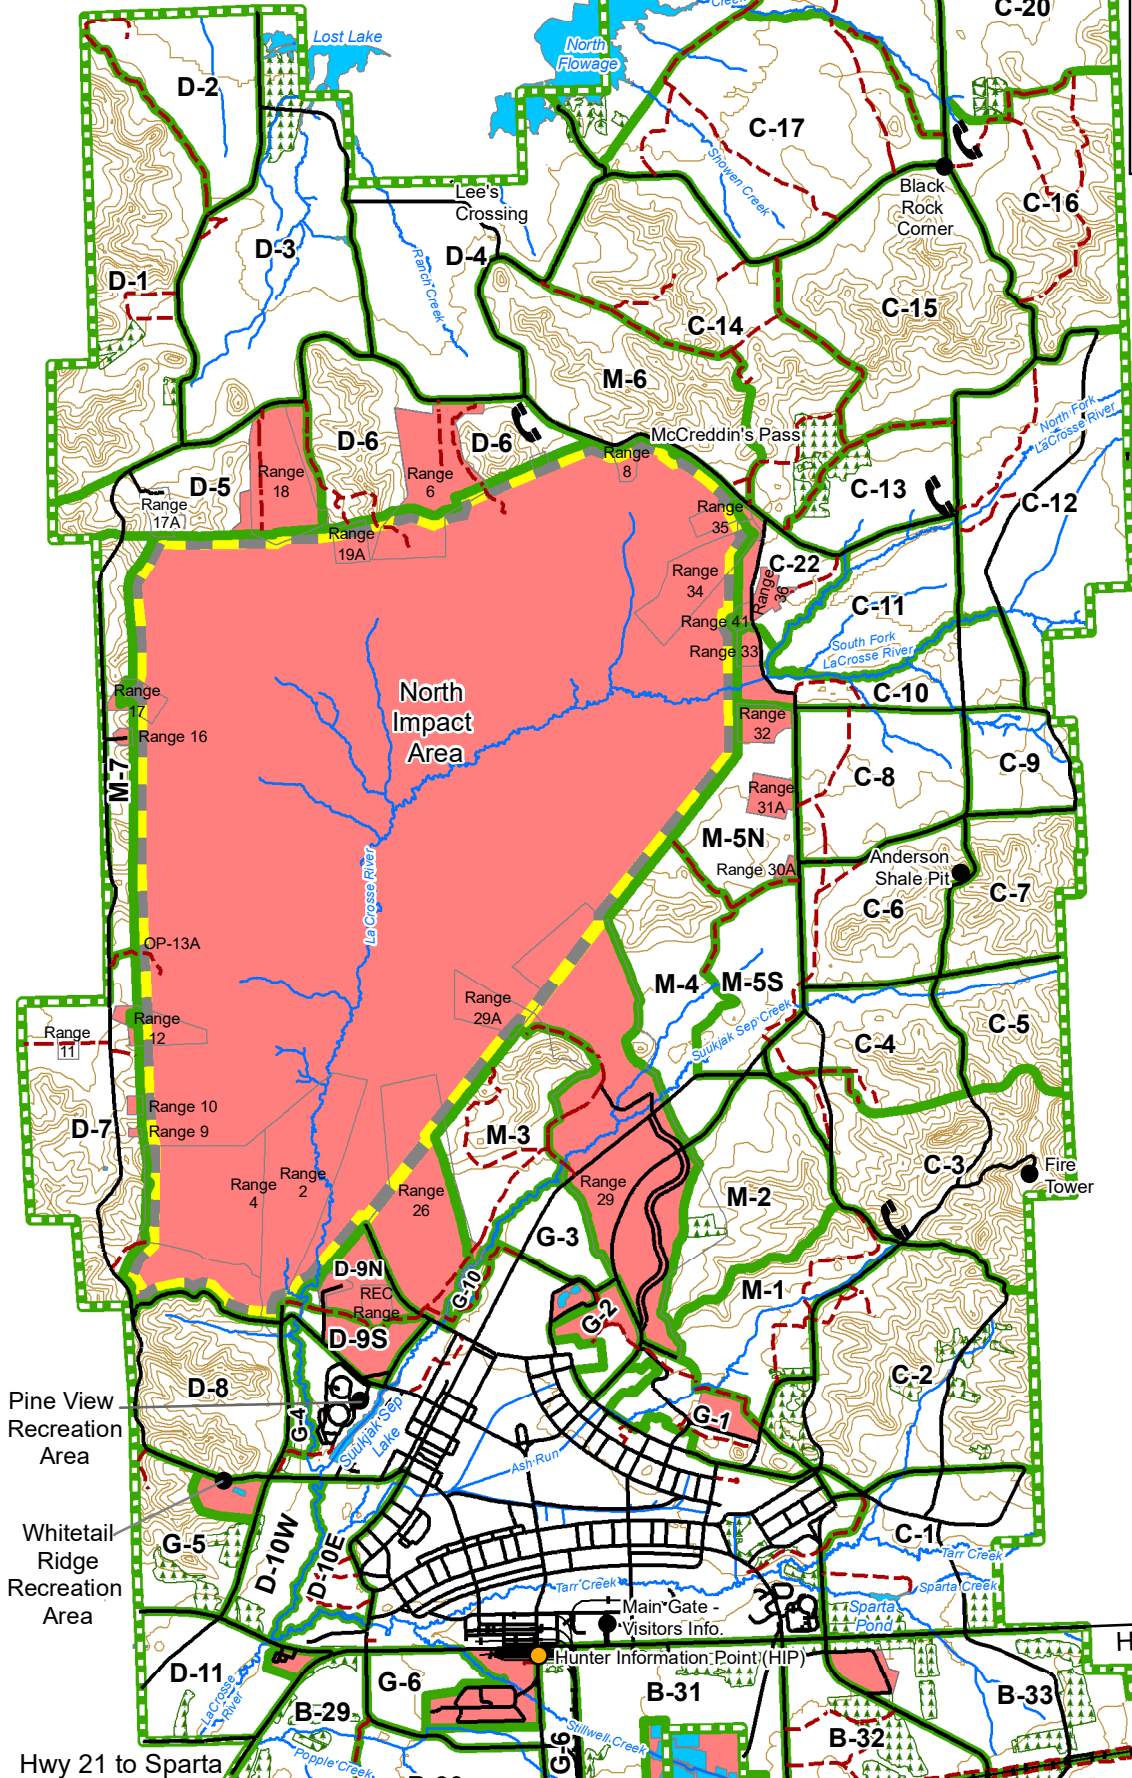 Creek
C-20
Lost Lake
North
Flowage
D-2
C-17
Showen Creek
Black
Rock
Corner
C-16
Lee's
Crossing
D-3
D-4
Ranch Creek
D-1
C-15
C-14
M-6
McCreddin's Pass
North Fork
LaCrosse River
D-6
D-6
Range
18
Range
6
Range
8
D-5
Range
17A
Range
19A
Range
35
C-13
C-12
C-22
Range
34
Range
36
C-11
Range 41
Range 33
South Fork
LaCrosse River
C-10
North
Impact
Area
Range
17
Range 16
M-7
Range
32
C-8
C-9
Range
31A
M-5N
Range 30A
Anderson
Shale Pit
C-7
C-6
La Crosse River
OP-13A
M-4
M-5S
Range
29A
Suukjak Sep Creek
C-5
C-4
Range
12
Range
11
Range 10
Range 9
D-7
M-3
C-3
Fire
Tower
Range
4
Range
2
Range
26
Range
29
M-2
G-3
D-9N
G-10
REC
Range
M-1
G-2
D-9S
D-8
C-2
Pine View
Recreation
Area
G-4
Suukjak Sep
Lake
G-1
Ash Run
Whitetail
Ridge
Recreation
Area
G-5
D-10W
D-10E
C-1
Tarr Creek
Tarr Creek
Sparta Creek
Sparta
Pond
Main Gate -
Visitors Info.
Hunter Information Point (HIP)
H
D-11
LaCrosse
River
G-6
B-31
B-33
B-29
B-32
Stillwell Creek
G-6
Popple Creek
Hwy 21 to Sparta